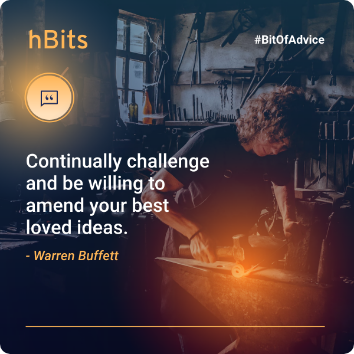 hBits
#BitOfAdvice
Continually challenge
and be willing to
amend your best
loved ideas.
- Warren Buffett